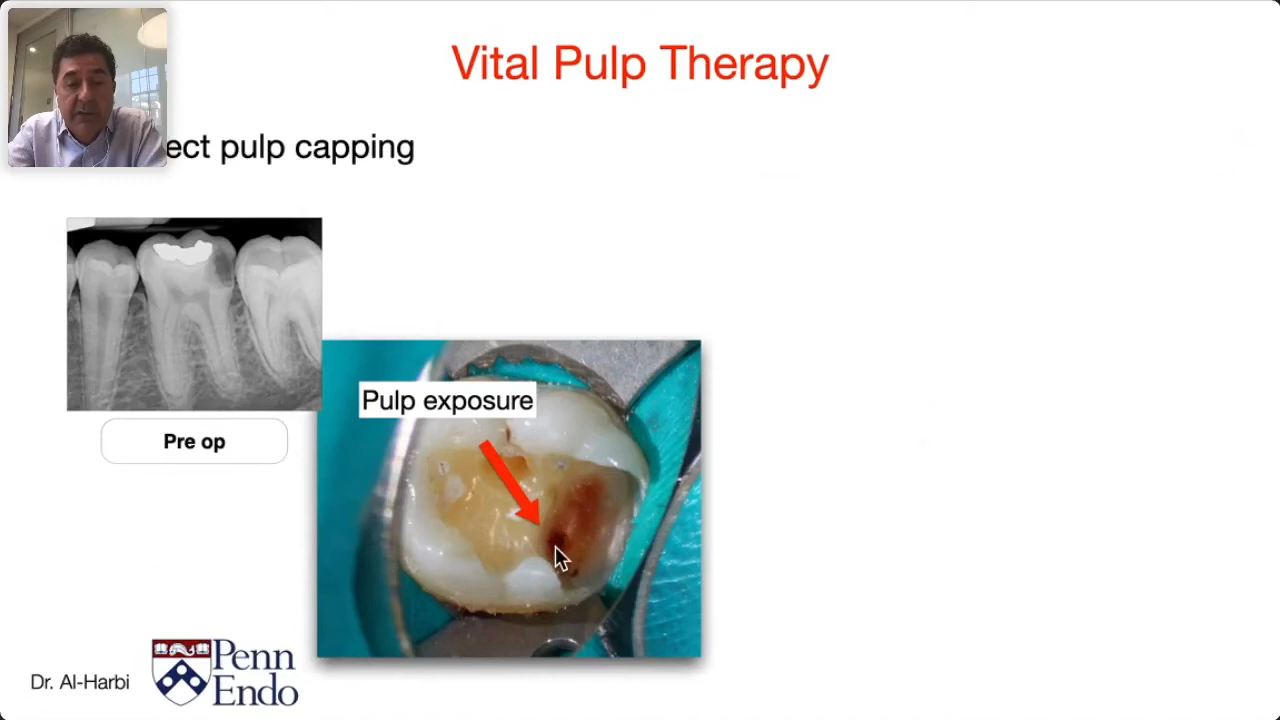 Vital Pulp Therapy
ect pulp capping
Pulp exposure
Pre op
Dr. Al-Harbi
Penn
Endo